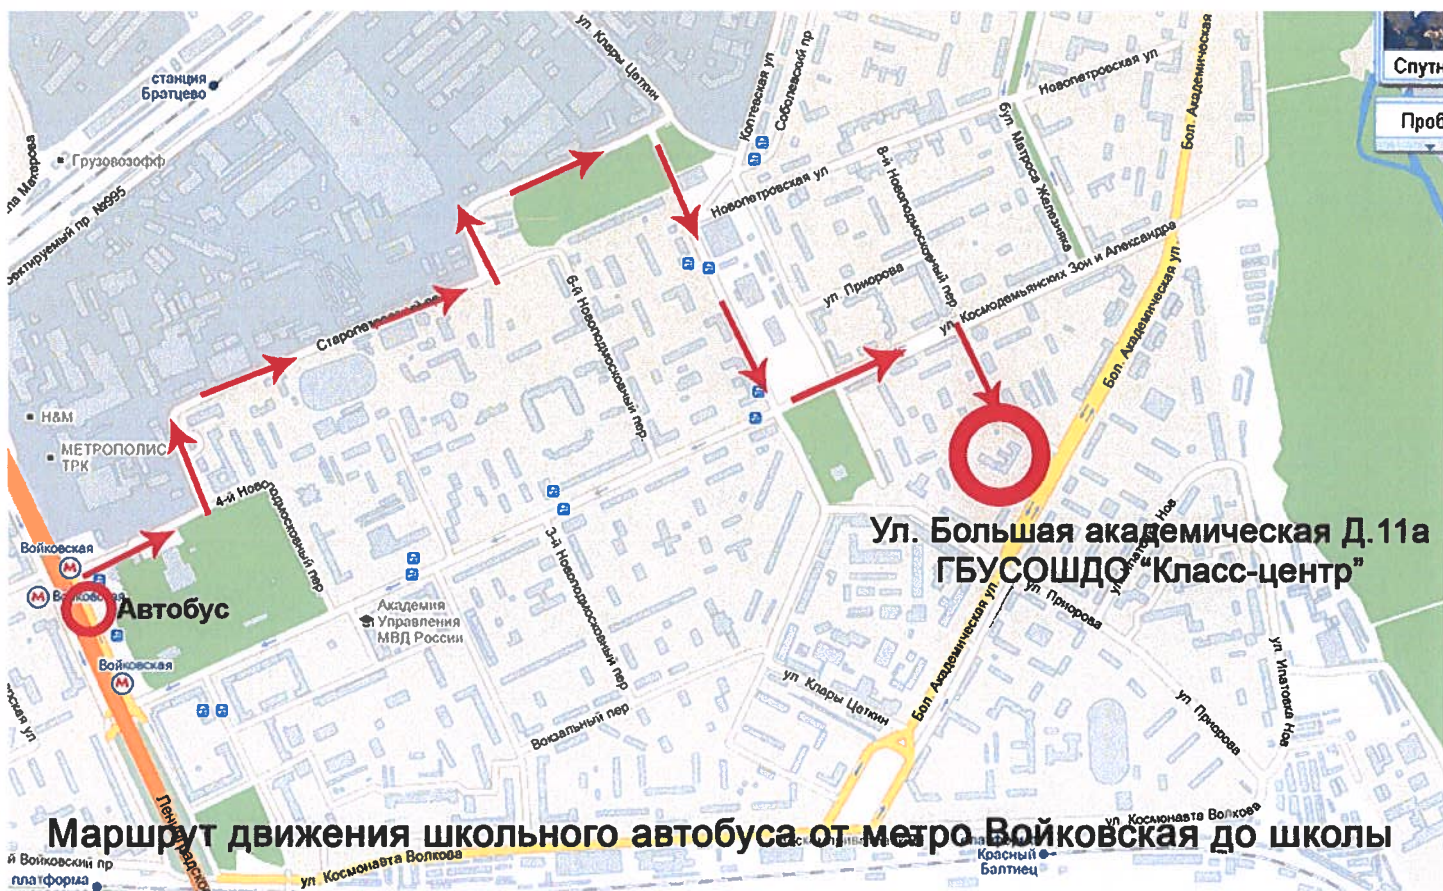 ул. Клары Цеткин
Коптевская ул
Соболевский пр
Новопетровская ул
Бол. Академическая
Спутн
Проб
станция
Братцево
Грузовозофф
ла Макарова
оектируемый пр №995
бул. Матроса Железняка
8-й Новоподмосковный пер
Новопетровская ул
ул Приорова
ул. Космодемьянских Зои и Александра
Бол. Академическая ул.
6-й Новоподмосковный пер.
H&M
МЕТРОПОЛИС
ТРК
4-й Новоподмосковный пер
Войковская
М
М
Автобус
Войковская
М
Академия
Управления
МВД России
3-й Новоподмосковный пер
Вокзальный пер
Ул. Большая академическая Д.11а
ГБУСОШДО “Класс-центр”
ул Приорова
Бол. Академическая ул.
ул Клары Цеткин
ул Приорова
ул. Ипатовка Нов
ул Космонавта Волкова
Маршрут движения школьного автобуса от метро Войковская до школы
й Войковский пр
платформа
ул Космонавта Волкова
Красный
Балтиец